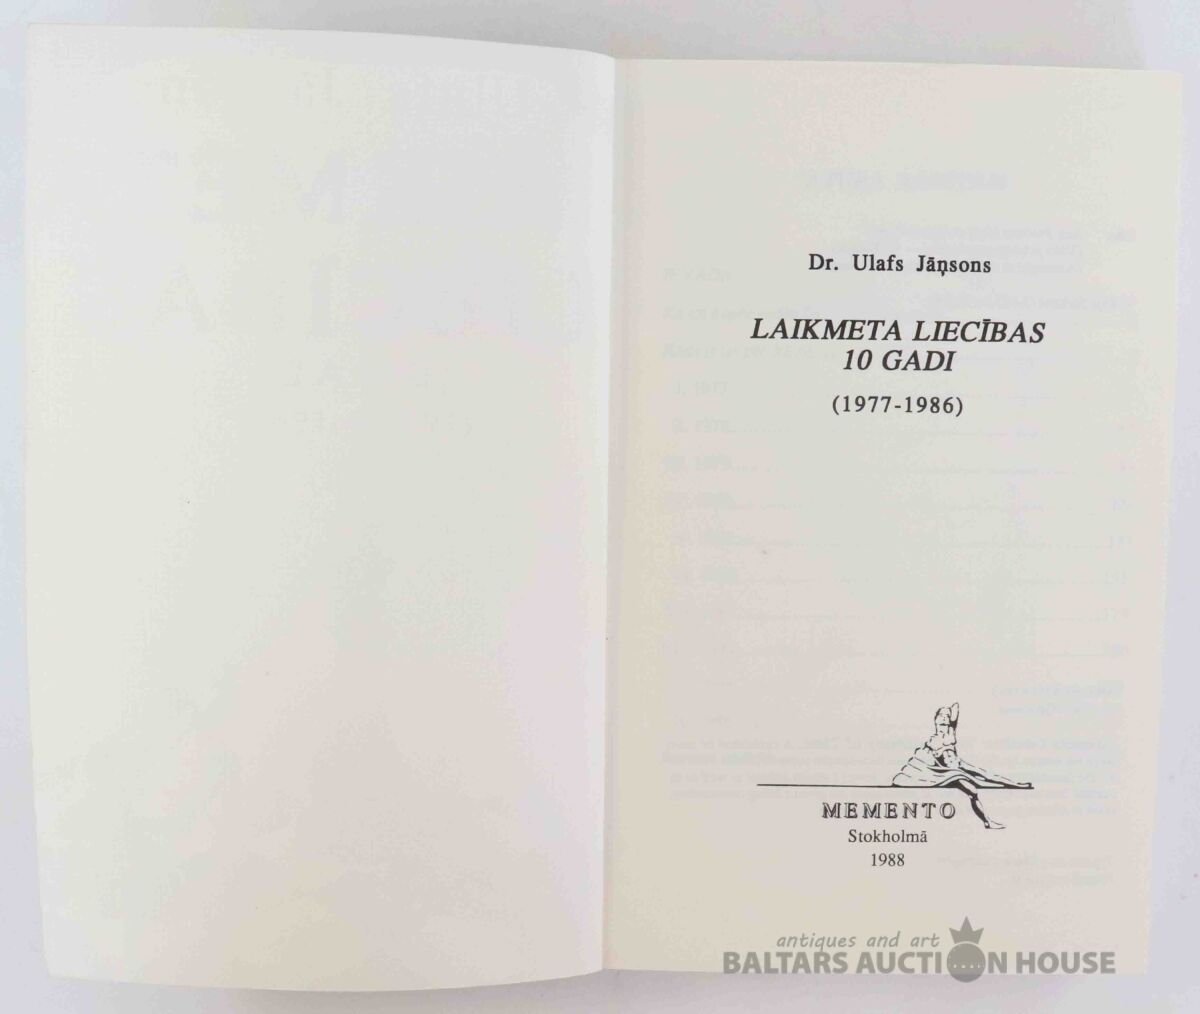 Dr. Ulafs Jāņsons
LAIKMETA LIECĪBAS
10 GADI
(1977-1986)
MEMENTO
Stokholmā
1988
antiques and art
BALTARS AUCTION HOUSE